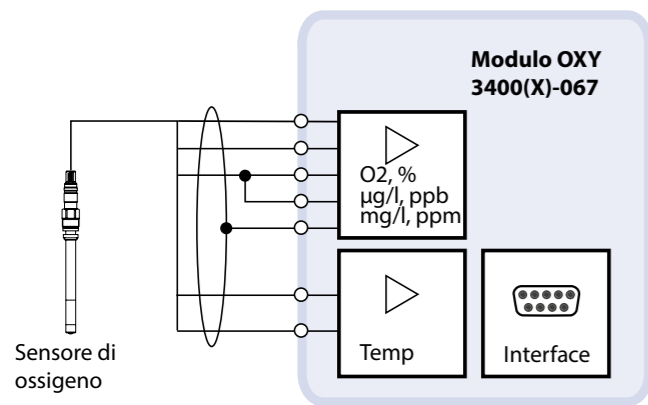 Modulo OXY
3400(X)-067
O2, %
µg/l, ppb
mg/l, ppm
Temp
Interface
Sensore di
ossigeno